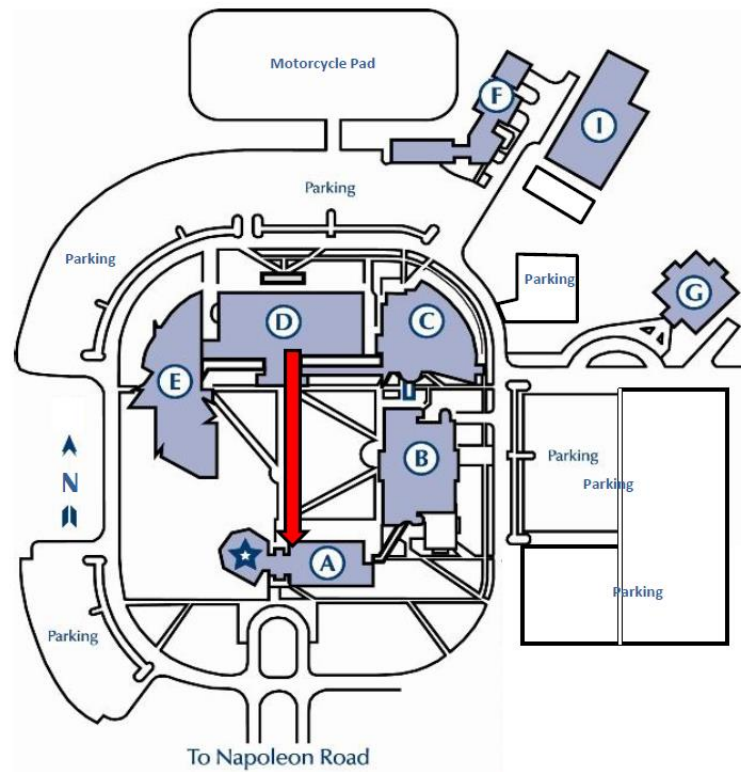 Motorcycle Pad
F
I
Parking
Parking
Parking
G
D
C
E
B
Parking
Parking
N
A
Parking
Parking
To Napoleon Road